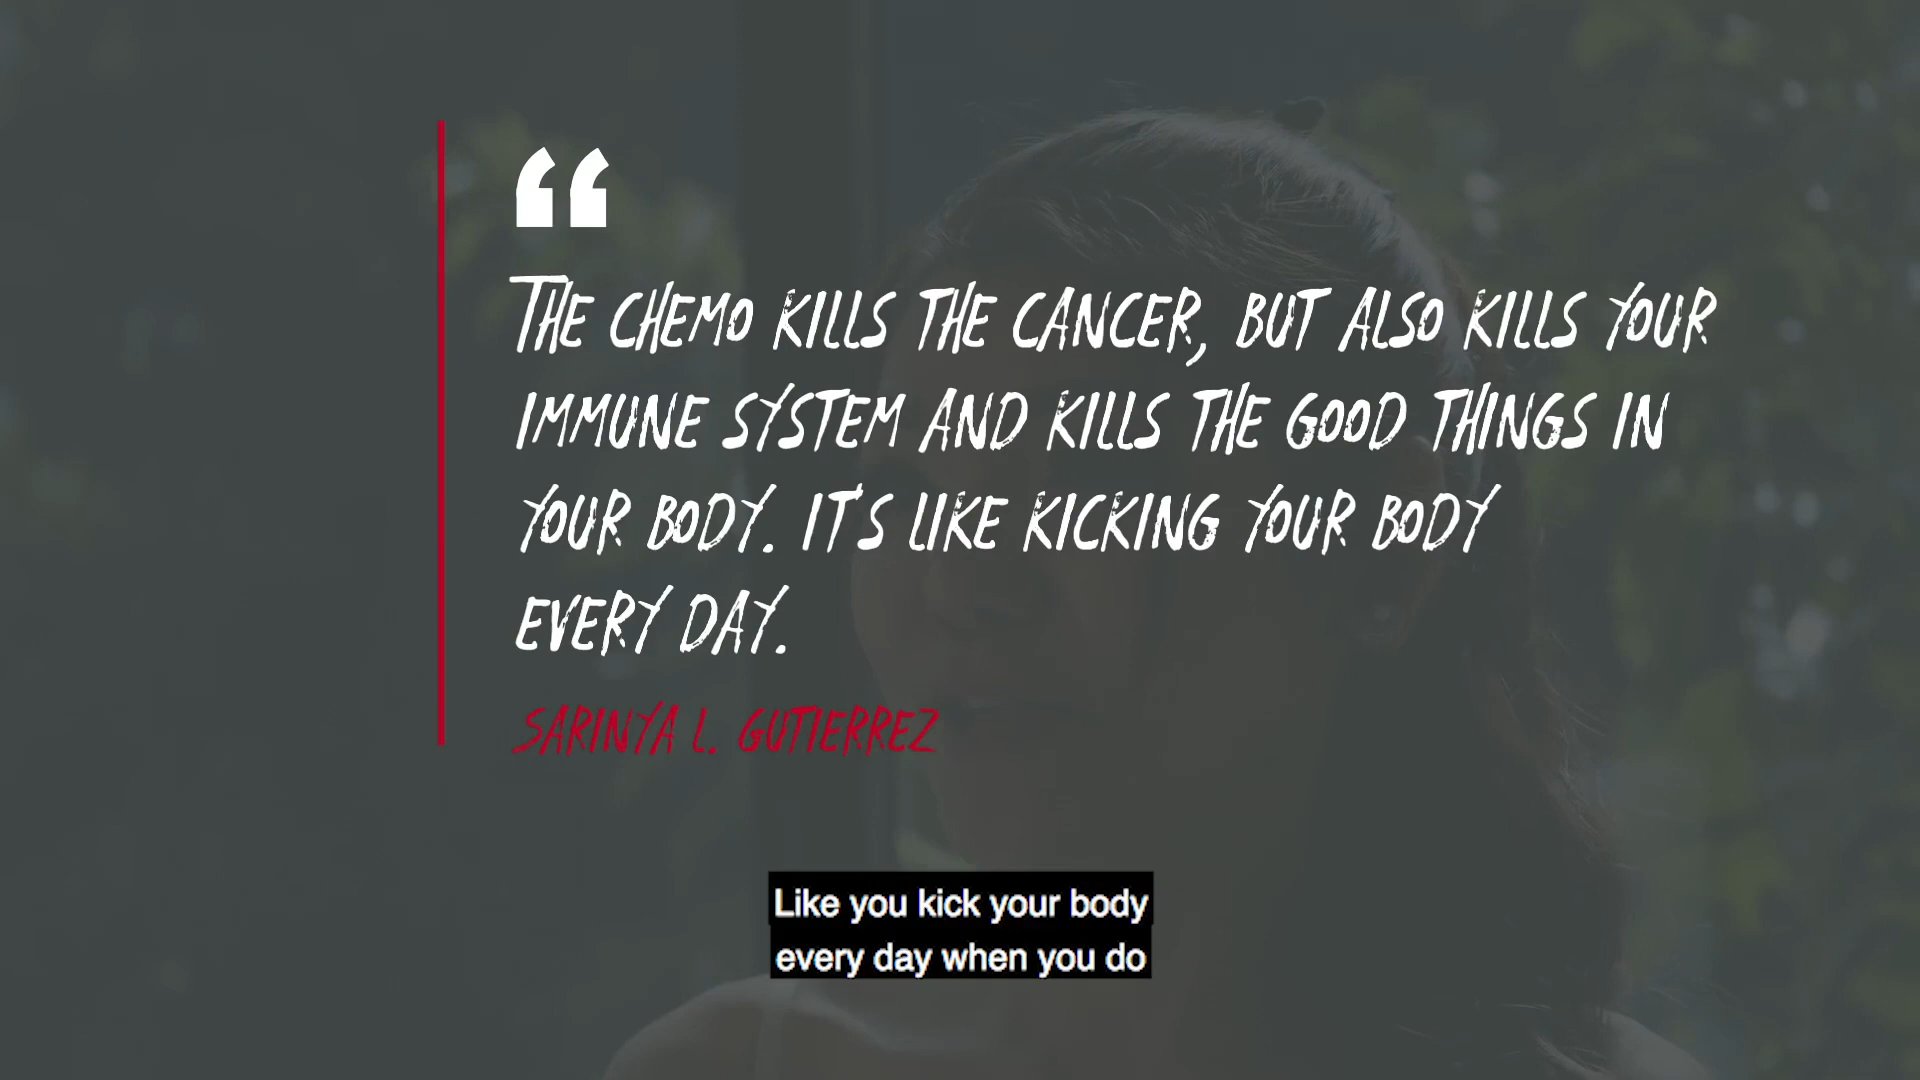 “
THE CHEMO KILLS THE CANCER, BUT ALSO KILLS YOUR
IMMUNE SYSTEM AND KILLS THE GOOD THINGS IN
YOUR BODY. IT'S LIKE KICKING YOUR BODY
EVERY DAY.
SARINYA L. GUTIERREZ
Like you kick your body
every day when you do